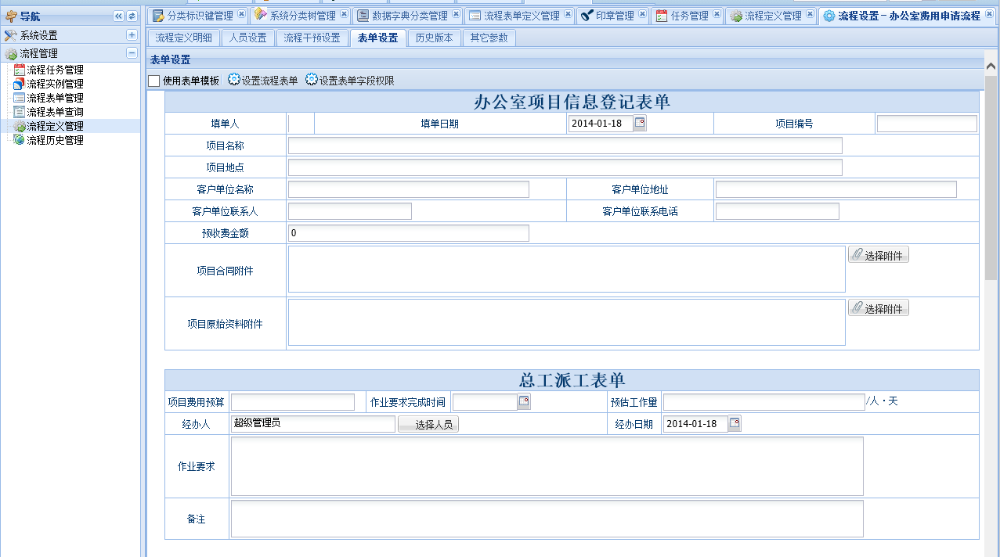 导航
系统设置
流程管理
流程任务管理
流程实例管理
流程表单管理
流程表单查询
流程定义管理
流程历史管理
分类标识键管理 系统分类树管理 数据字典分类管理 流程表单定义管理 印章管理 任务管理 流程定义管理 流程设置－办公室费用申请流程
流程定义明细 人员设置 流程干预设置 表单设置 历史版本 其它参数
表单设置
使用表单模板 设置流程表单 设置表单字段权限
办公室项目信息登记表单
填单人 填单日期 2014-01-18 项目编号
项目名称
项目地点
客户单位名称 客户单位地址
客户单位联系人 客户单位联系电话
预收费金额 0
项目合同附件 选择附件
项目原始资料附件 选择附件
总工派工表单
项目费用预算 作业要求完成时间 预估工作量 /人・天
经办人 超级管理员 选择人员 经办日期 2014-01-18
作业要求
备注